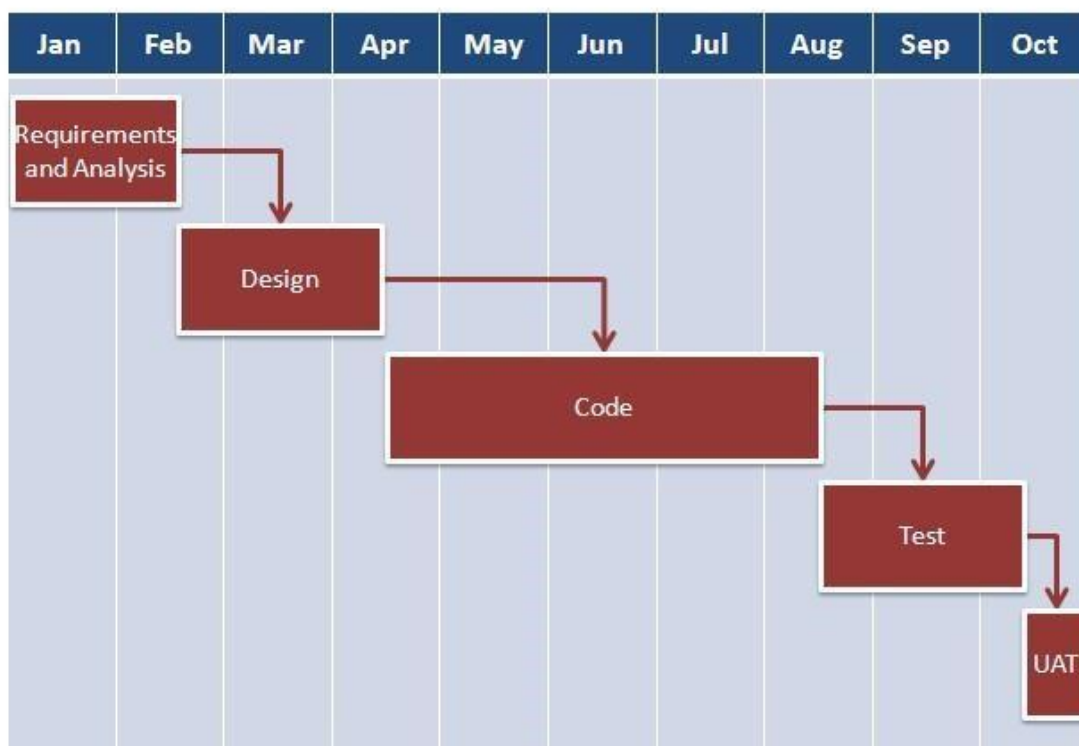 Jan Feb Mar Apr May Jun Jul Aug Sep Oct
Requirements
and Analysis
Design
Code
Test
UAT